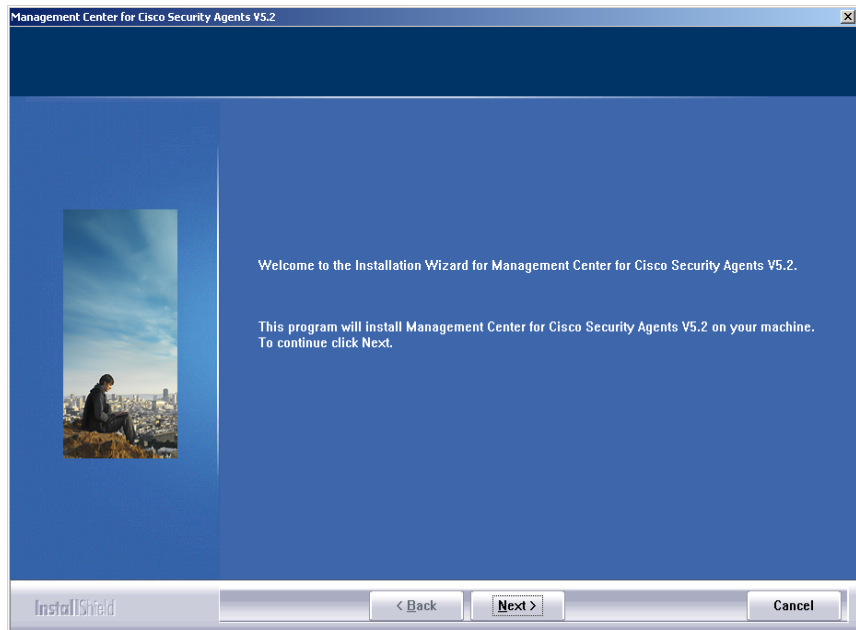 Management Center for Cisco Security Agents V5.2
Welcome to the Installation Wizard for Management Center for Cisco Security Agents V5.2.
This program will install Management Center for Cisco Security Agents V5.2 on your machine.
To continue click Next.
InstallShield
< Back
Next >
Cancel